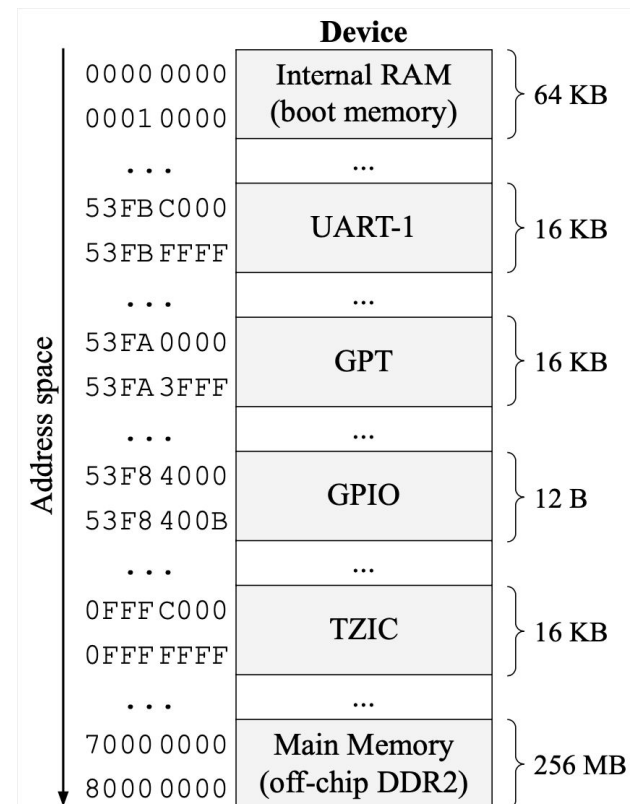 Device
0000 0000
Internal RAM
64 KB
0001 0000
(boot memory)
... ...
53FB C000
UART-1
16 KB
53FB FFFF
... ...
53FA 0000
GPT
16 KB
53FA 3FFF
... ...
53F8 4000
GPIO
12 B
53F8 400B
... ...
0FFF C000
TZIC
16 KB
0FFF FFFF
... ...
7000 0000
Main Memory
256 MB
8000 0000
(off-chip DDR2)
Address space